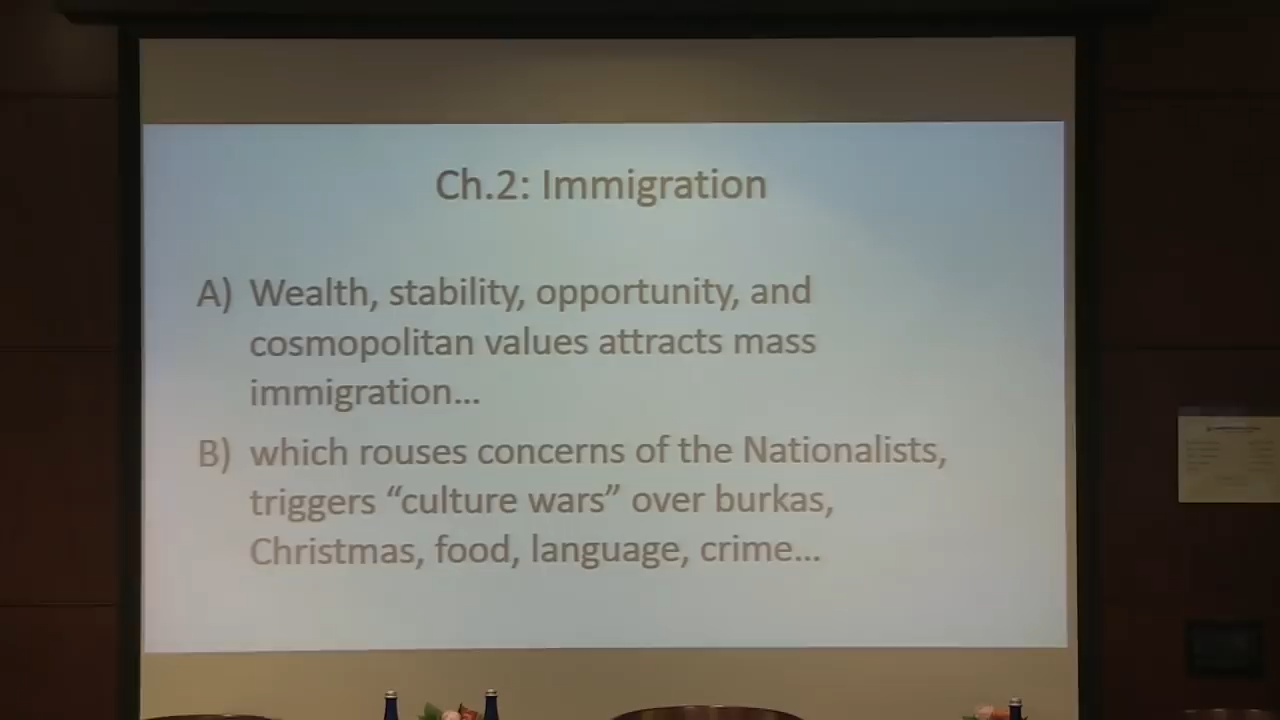 Ch.2: Immigration
A) Wealth, stability, opportunity, and
cosmopolitan values attracts mass
immigration...
B) which rouses concerns of the Nationalists,
triggers “culture wars” over burkas,
Christmas, food, language, crime...